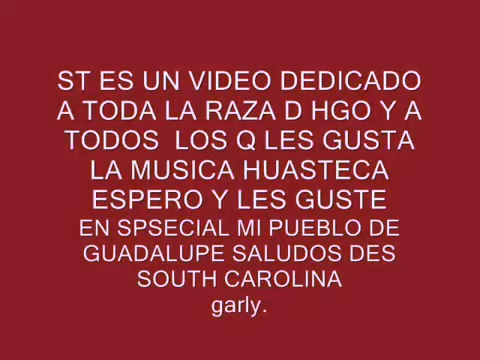 ST ES UN VIDEO DEDICADO
A TODA LA RAZA D HGO Y A
TODOS  LOS Q LES GUSTA
LA MUSICA HUASTECA
ESPERO Y LES GUSTE
EN SPSECIAL MI PUEBLO DE
GUADALUPE SALUDOS DES
SOUTH CAROLINA
garly.